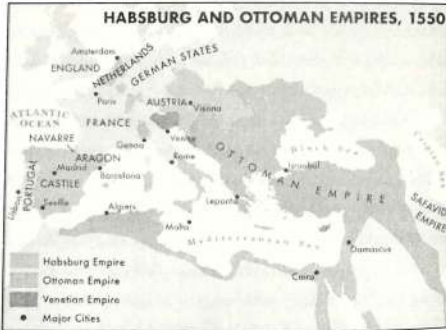 HABSBURG AND OTTOMAN EMPIRES, 1550
Amsterdam
NETHERLANDS
ENGLAND
GERMAN STATES
Paris
AUSTRIA
Vienna
ATLANTIC
OCEAN
FRANCE
Venice
NAVARRE
Genoa
Black Sea
Caspian Sea
ARAGON
Rome
OTTOMAN EMPIRE
Istanbul
Madrid
Barcelona
PORTUGAL
CASTILE
Lisbon
Seville
Algiers
Lepanto
SAFAVID
EMPIRE
Malta
Mediterranean Sea
Damascus
Cairo
Habsburg Empire
Ottoman Empire
Venetian Empire
Major Cities